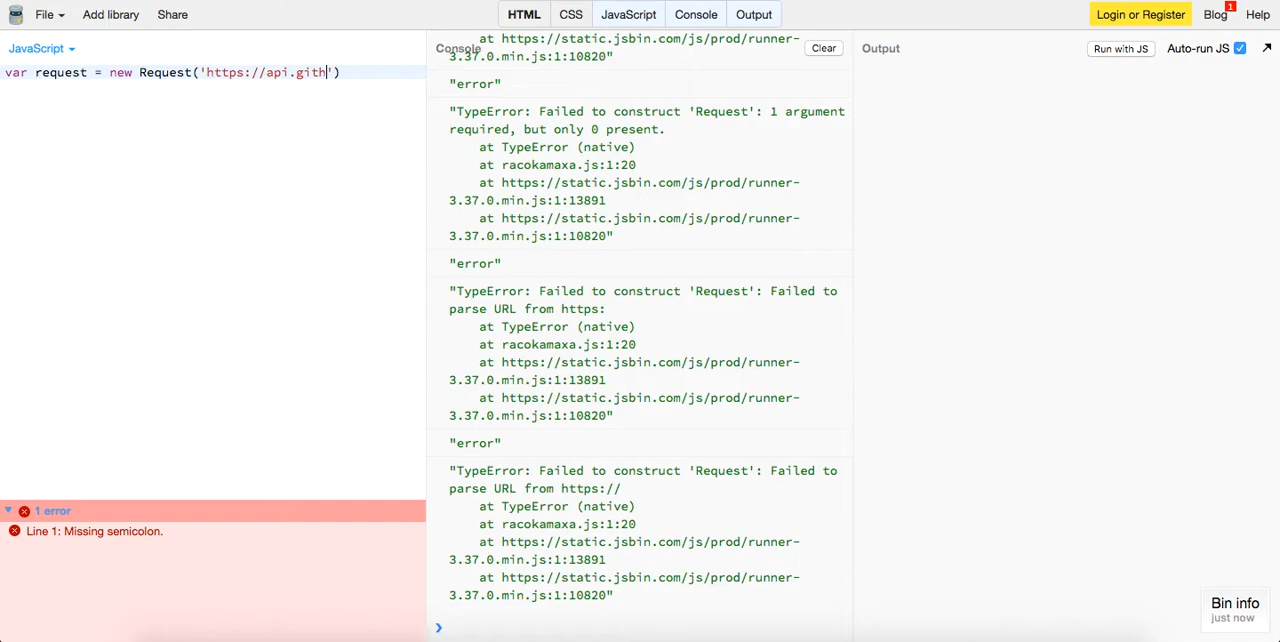 File Add library Share HTML CSS JavaScript Console Output Login or Register Blog 1 Help
JavaScript
Console Clear
Output Run with JS Auto-run JS
var request = new Request('https://api.gith')
at https://static.jsbin.com/js/prod/runner-
3.37.0.min.js:1:10820"
"error"
"TypeError: Failed to construct 'Request': 1 argument
required, but only 0 present.
at TypeError (native)
at racokamaxa.js:1:20
at https://static.jsbin.com/js/prod/runner-
3.37.0.min.js:1:13891
at https://static.jsbin.com/js/prod/runner-
3.37.0.min.js:1:10820"
"error"
"TypeError: Failed to construct 'Request': Failed to
parse URL from https:
at TypeError (native)
at racokamaxa.js:1:20
at https://static.jsbin.com/js/prod/runner-
3.37.0.min.js:1:13891
at https://static.jsbin.com/js/prod/runner-
3.37.0.min.js:1:10820"
"error"
"TypeError: Failed to construct 'Request': Failed to
parse URL from https://
at TypeError (native)
at racokamaxa.js:1:20
at https://static.jsbin.com/js/prod/runner-
3.37.0.min.js:1:13891
at https://static.jsbin.com/js/prod/runner-
3.37.0.min.js:1:10820"
1 error
Line 1: Missing semicolon.
Bin info
just now